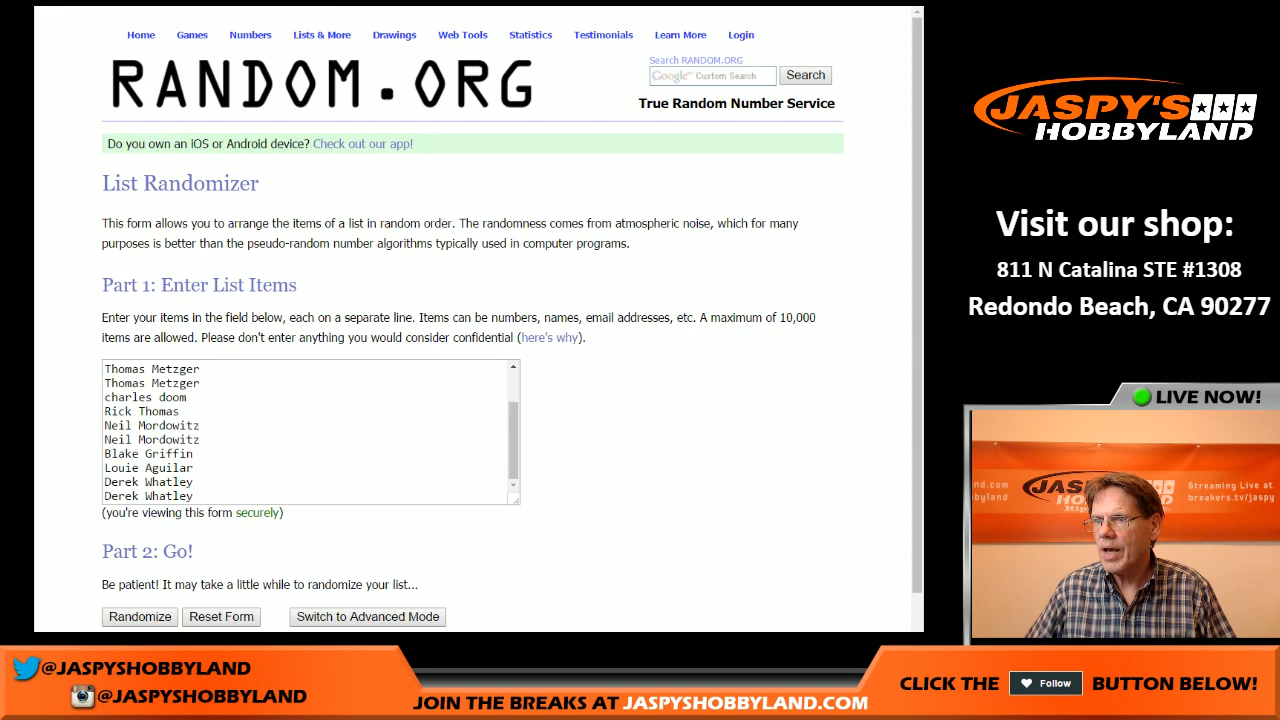 Home Games Numbers Lists & More Drawings Web Tools Statistics Testimonials Learn More Login
RANDOM.ORG
Search RANDOM.ORG
Google™ Custom Search
Search
True Random Number Service
Do you own an iOS or Android device? Check out our app!
List Randomizer
This form allows you to arrange the items of a list in random order. The randomness comes from atmospheric noise, which for many
purposes is better than the pseudo-random number algorithms typically used in computer programs.
Part 1: Enter List Items
Enter your items in the field below, each on a separate line. Items can be numbers, names, email addresses, etc. A maximum of 10,000
items are allowed. Please don't enter anything you would consider confidential (here's why).
Thomas Metzger
Thomas Metzger
charles doom
Rick Thomas
Neil Mordowitz
Neil Mordowitz
Blake Griffin
Louie Aguilar
Derek Whatley
Derek Whatley
(you're viewing this form securely)
Part 2: Go!
Be patient! It may take a little while to randomize your list...
Randomize Reset Form Switch to Advanced Mode
JASPY'S
HOBBYLAND
Visit our shop:
811 N Catalina STE #1308
Redondo Beach, CA 90277
LIVE NOW!
JASPY'S
HOBBYLAND
Streaming Live at
breakers.tv/jaspy
@JASPYSHOBBYLAND
@JASPYSHOBBYLAND
JOIN THE BREAKS AT JASPYSHOBBYLAND.COM
CLICK THE Follow BUTTON BELOW!